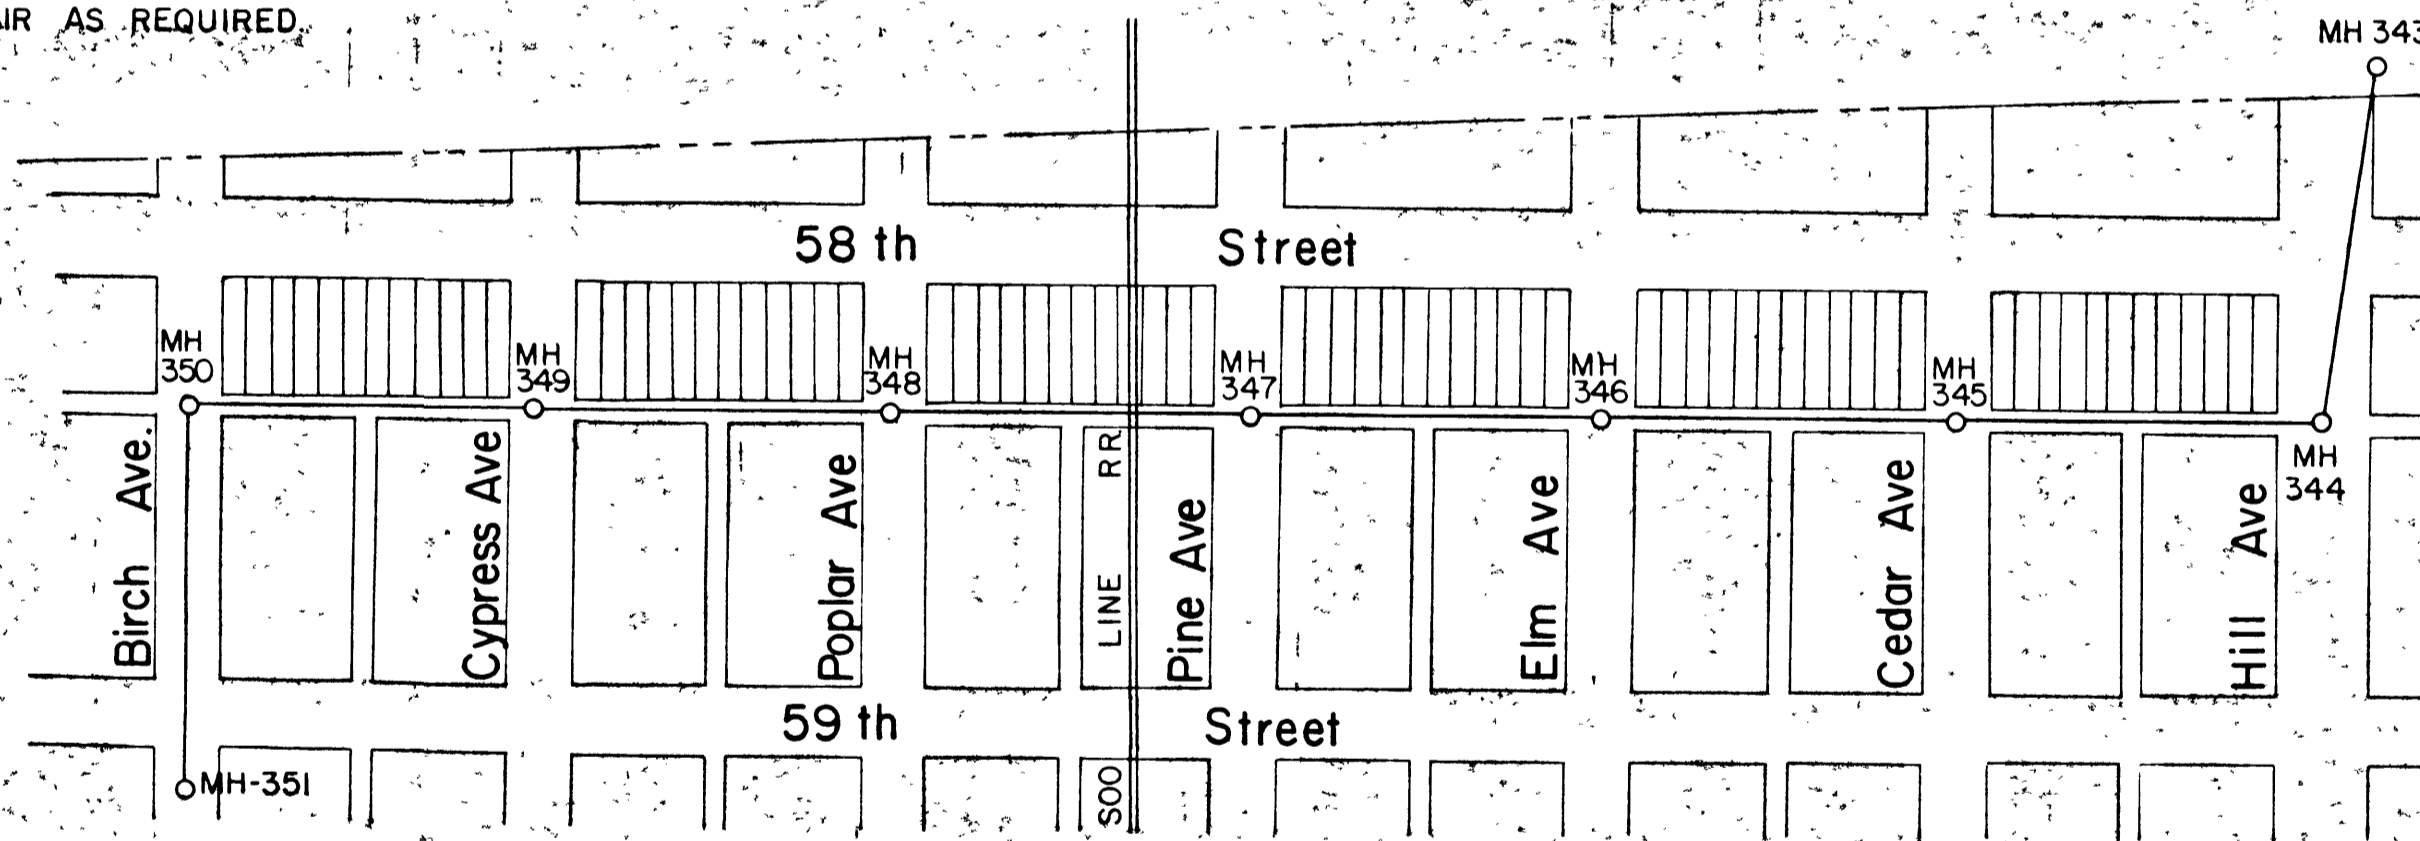 AS REQUIRED.
MH 343
58 th Street
MH
350
MH
349
MH
348
MH
347
MH
346
MH
345
MH
344
Birch Ave.
Cypress Ave
Poplar Ave
SOO LINE RR
Pine Ave
Elm Ave
Cedar Ave
Hill Ave
59 th Street
MH-351